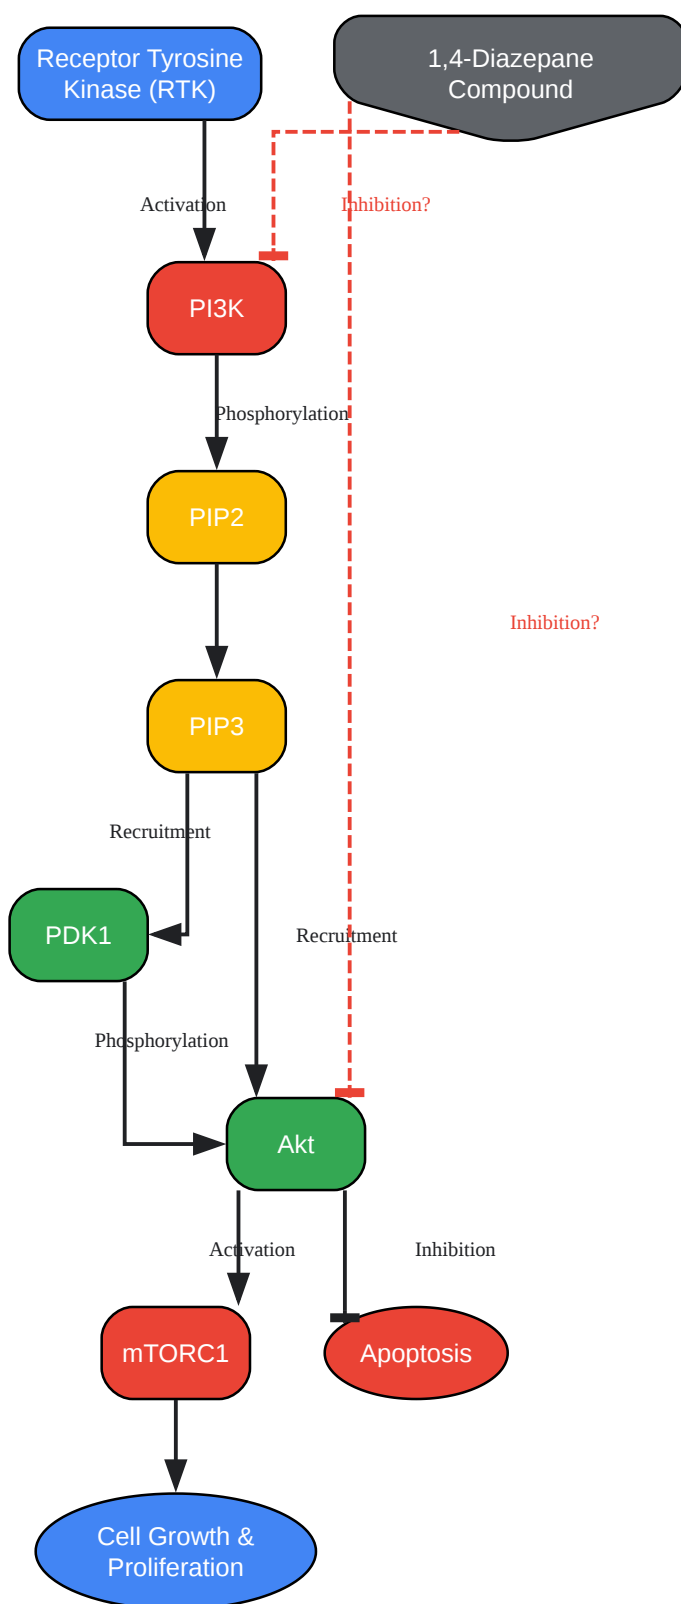 Receptor Tyrosine
Kinase (RTK)
1,4-Diazepane
Compound
Activation
Inhibition?
PI3K
Phosphorylation
PIP2
Inhibition?
PIP3
Recruitment
PDK1
Recruitment
Phosphorylation
Akt
Activation
Inhibition
mTORC1
Apoptosis
Cell Growth &
Proliferation